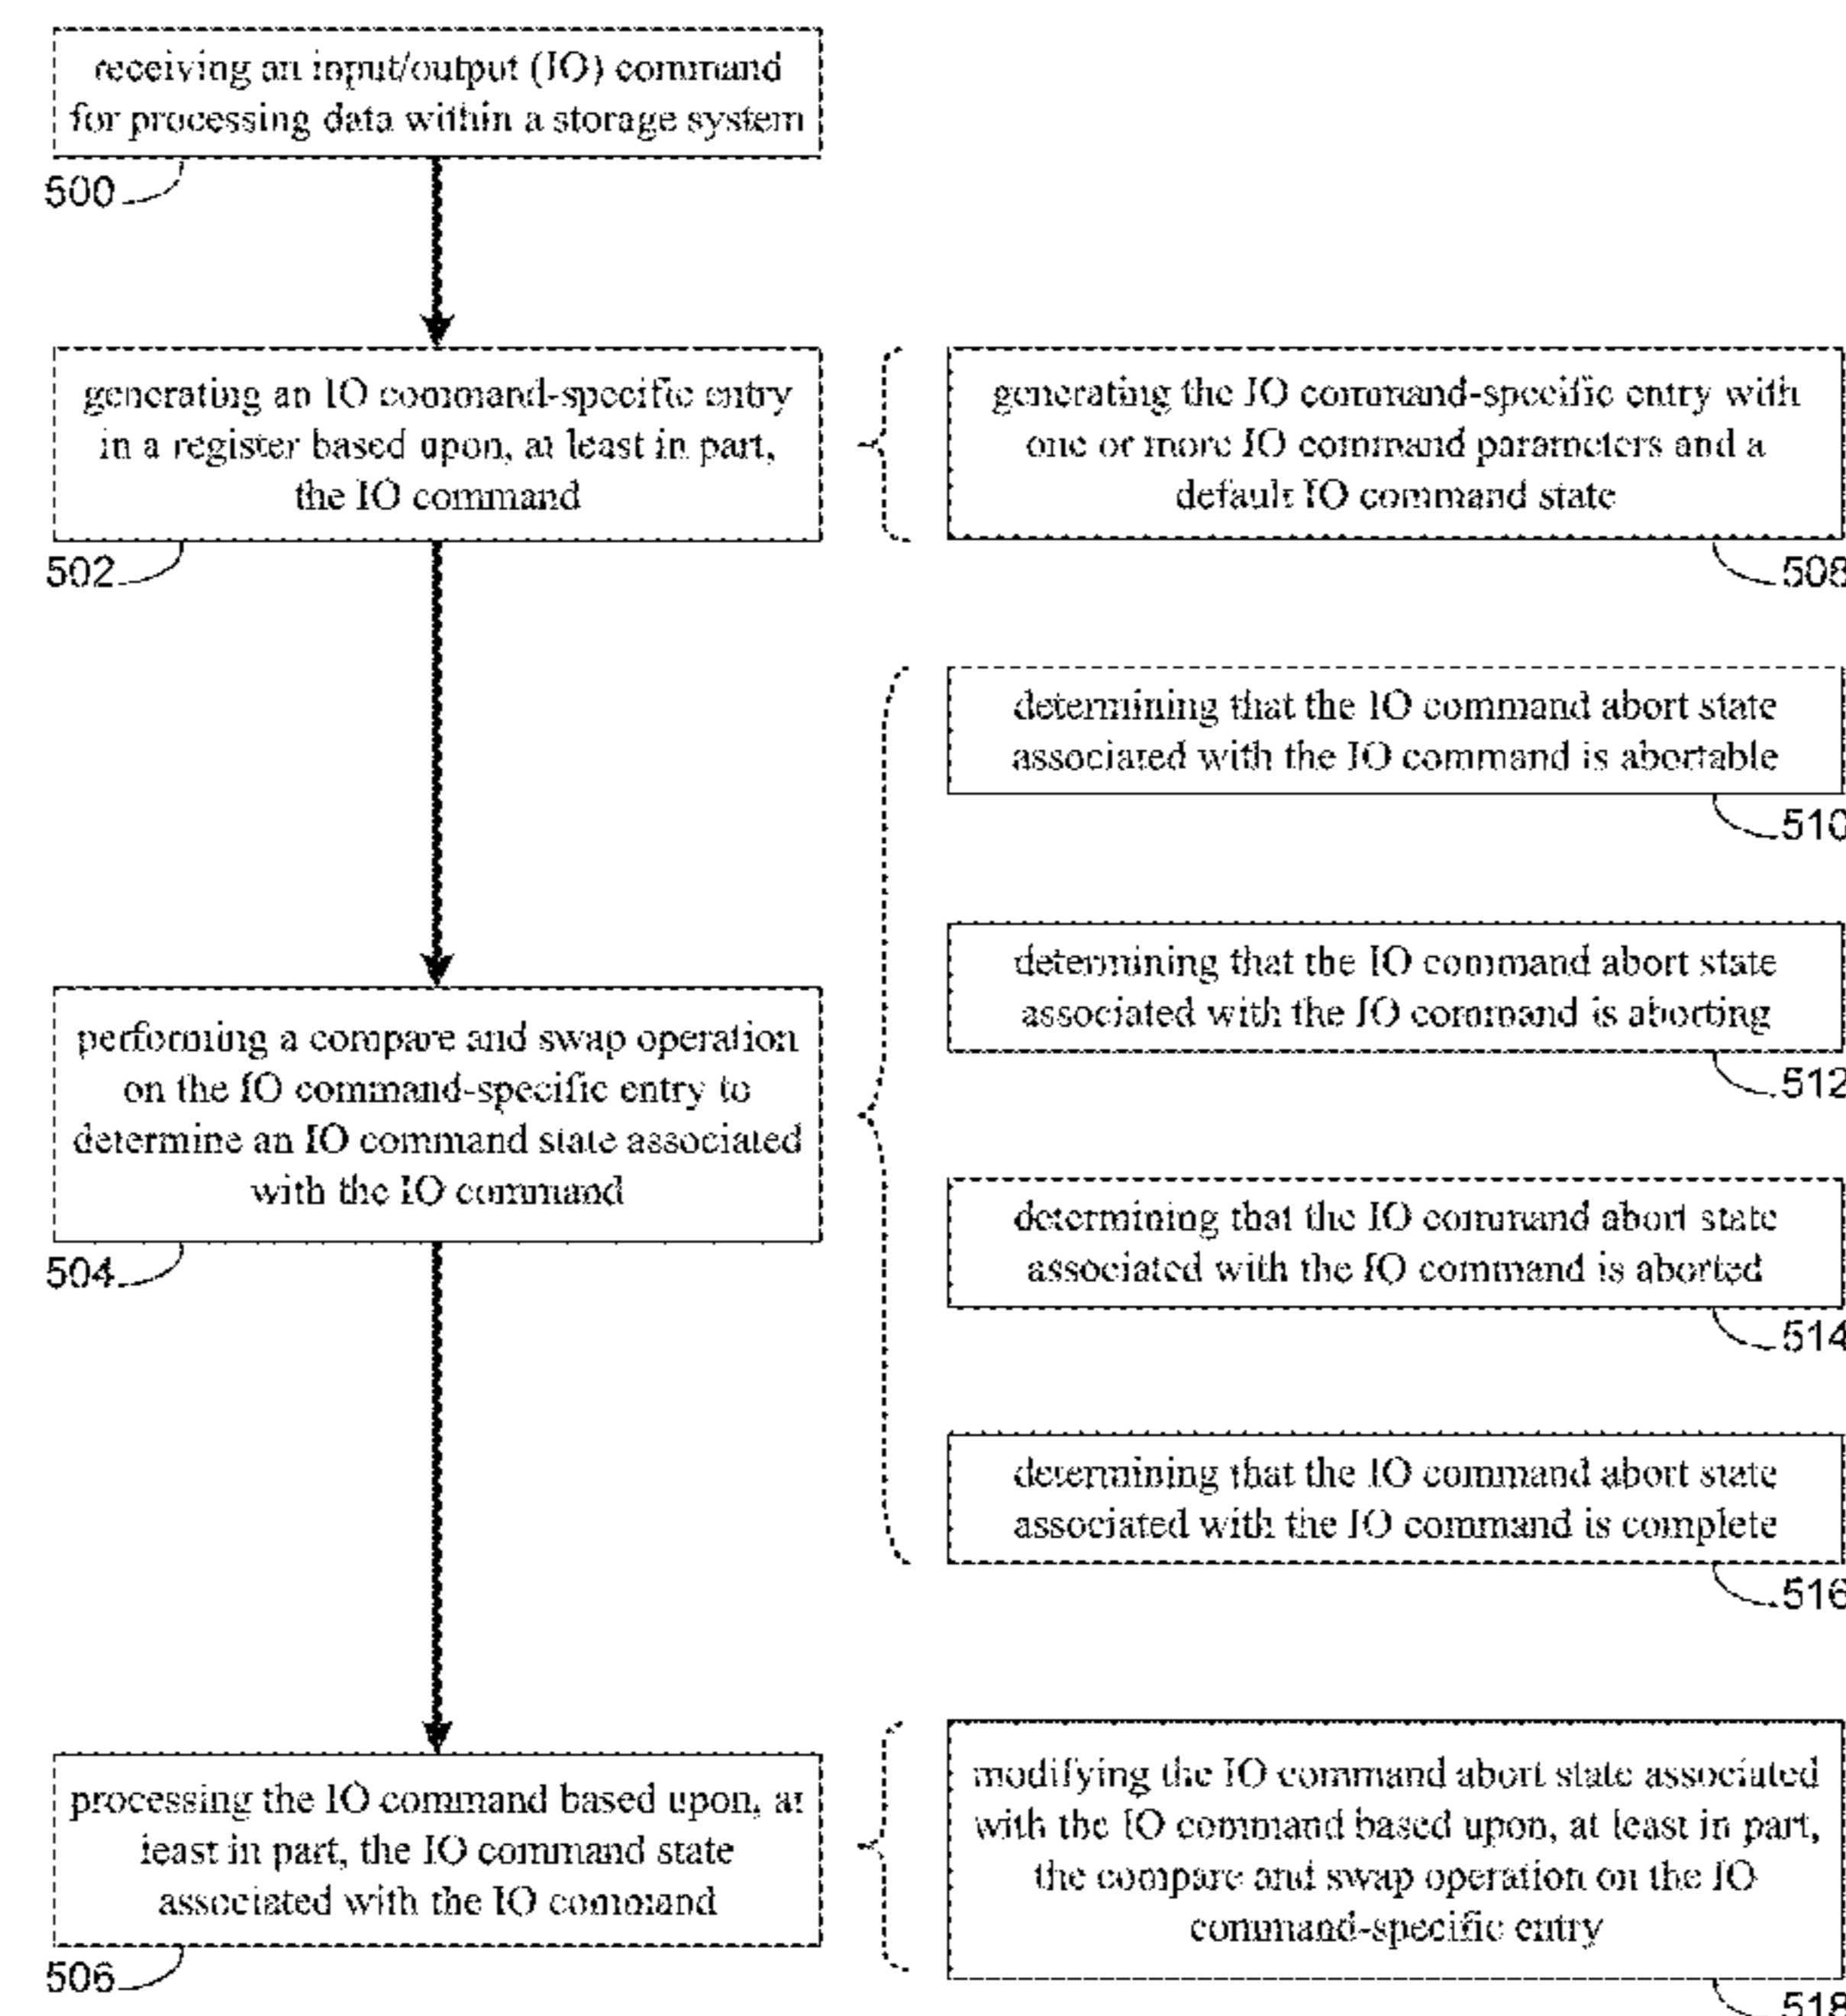 receiving an input/output (IO) command
for processing data within a storage system
500
generating an IO command-specific entry
in a register based upon, at least in part,
the IO command
502
generating the IO command-specific entry with
one or more IO command parameters and a
default IO command state
508
determining that the IO command abort state
associated with the IO command is abortable
510
determining that the IO command abort state
associated with the IO command is aborting
512
performing a compare and swap operation
on the IO command-specific entry to
determine an IO command state associated
with the IO command
504
determining that the IO command abort state
associated with the IO command is aborted
514
determining that the IO command abort state
associated with the IO command is complete
516
processing the IO command based upon, at
least in part, the IO command state
associated with the IO command
506
modifying the IO command abort state associated
with the IO command based upon, at least in part,
the compare and swap operation on the IO
command-specific entry
518